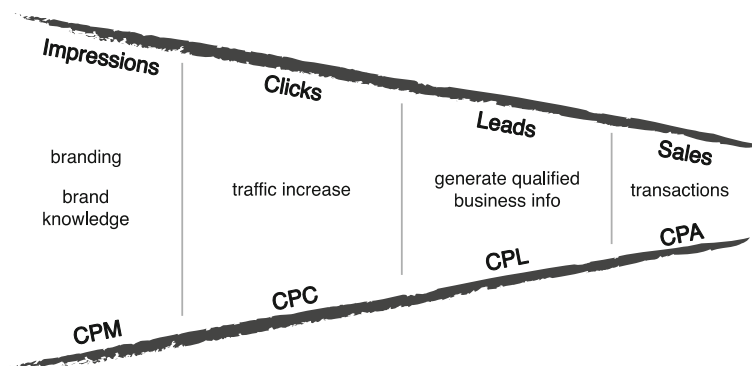 Impressions
Clicks
Leads
Sales
branding
brand
knowledge
traffic increase
generate qualified
business info
transactions
CPM
CPC
CPL
CPA